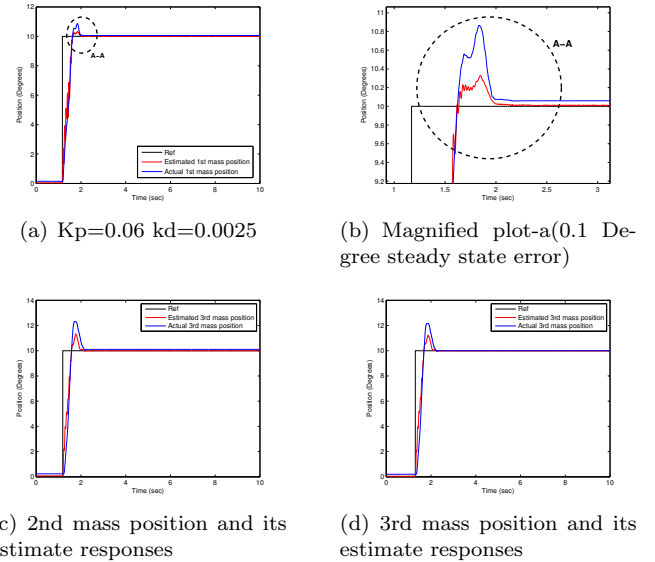 12
10
8
6
4
2
0
0 2 4 6 8 10
Position (Degrees)
Time (sec)
A–A
Ref
Estimated 1st mass position
Actual 1st mass position
(a) Kp=0.06 kd=0.0025
11
10.8
10.6
10.4
10.2
10
9.8
9.6
9.4
9.2
1 1.5 2 2.5 3
Position (Degrees)
Time (sec)
A–A
(b) Magnified plot-a(0.1 De-
gree steady state error)
14
12
10
8
6
4
2
0
0 2 4 6 8 10
Position (Degrees)
Time (sec)
Ref
Estimated 3rd mass position
Actual 3rd mass position
c) 2nd mass position and its
stimate responses
14
12
10
8
6
4
2
0
0 2 4 6 8 10
Position (Degrees)
Time (sec)
Ref
Estimated 3rd mass position
Actual 3rd mass position
(d) 3rd mass position and its
estimate responses